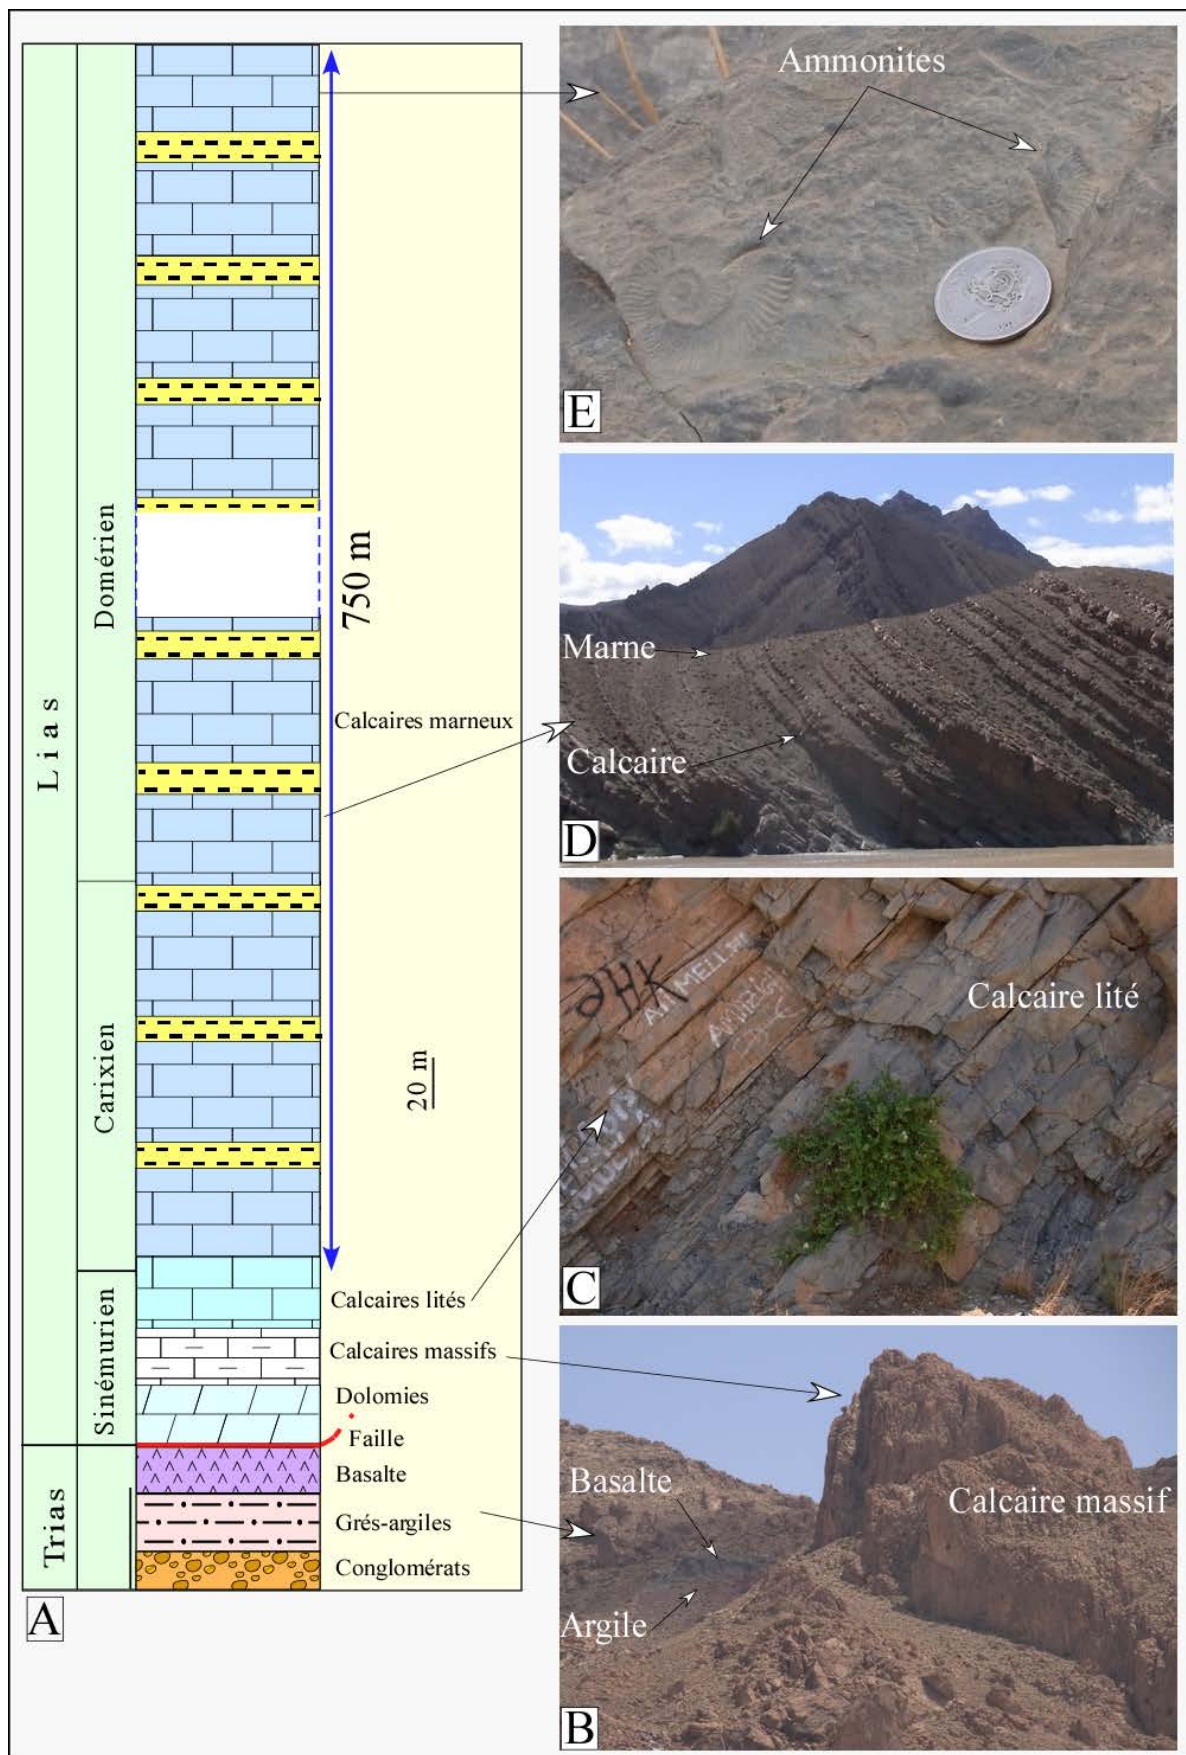 Lias
Trias
Domérien
Carixien
Sinémurien
750 m
20 m
Calcaires marneux
Calcaires lités
Calcaires massifs
Dolomies
Faille
Basalte
Grés-argiles
Conglomérats
A
Ammonites
E
Marne
Calcaire
D
Calcaire lité
AHK
C
Basalte
Calcaire massif
Argile
B